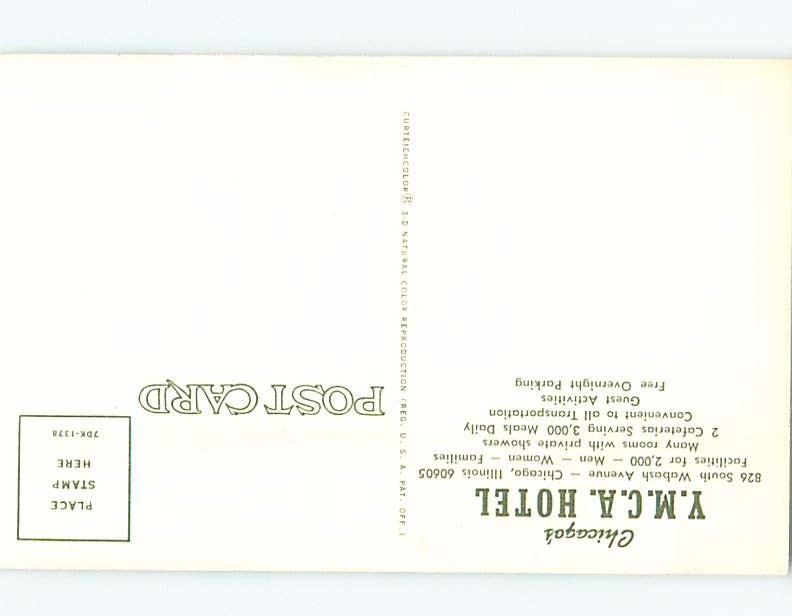 Chicago's
Y.M.C.A. HOTEL
826 South Wabash Avenue — Chicago, Illinois 60605
Facilities for 2,000 — Men — Women — Families
Many rooms with private showers
2 Cafeterias Serving 3,000 Meals Daily
Convenient to all Transportation
Guest Activities
Free Overnight Parking
CURTEICHCOLOR® 3-D NATURAL COLOR REPRODUCTION (REG. U. S. A. PAT. OFF.)
POST CARD
PLACE
STAMP
HERE
7DK-1378